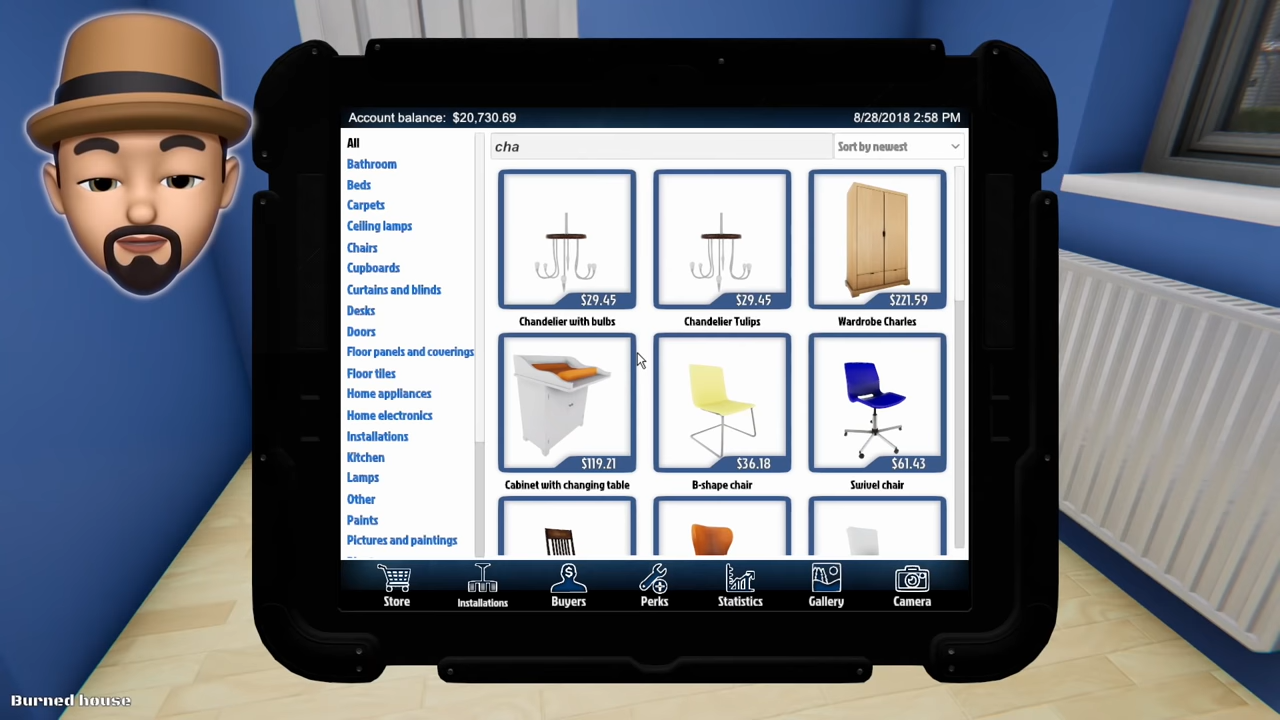 Account balance: $20,730.69
8/28/2018 2:58 PM
All
Bathroom
Beds
Carpets
Ceiling lamps
Chairs
Cupboards
Curtains and blinds
Desks
Doors
Floor panels and coverings
Floor tiles
Home appliances
Home electronics
Installations
Kitchen
Lamps
Other
Paints
Pictures and paintings
cha
Sort by newest
$29.45
$29.45
$221.59
Chandelier with bulbs
Chandelier Tulips
Wardrobe Charles
$119.21
$36.18
$61.43
Cabinet with changing table
B-shape chair
Swivel chair
Store
Installations
Buyers
Perks
Statistics
Gallery
Camera
Burned house